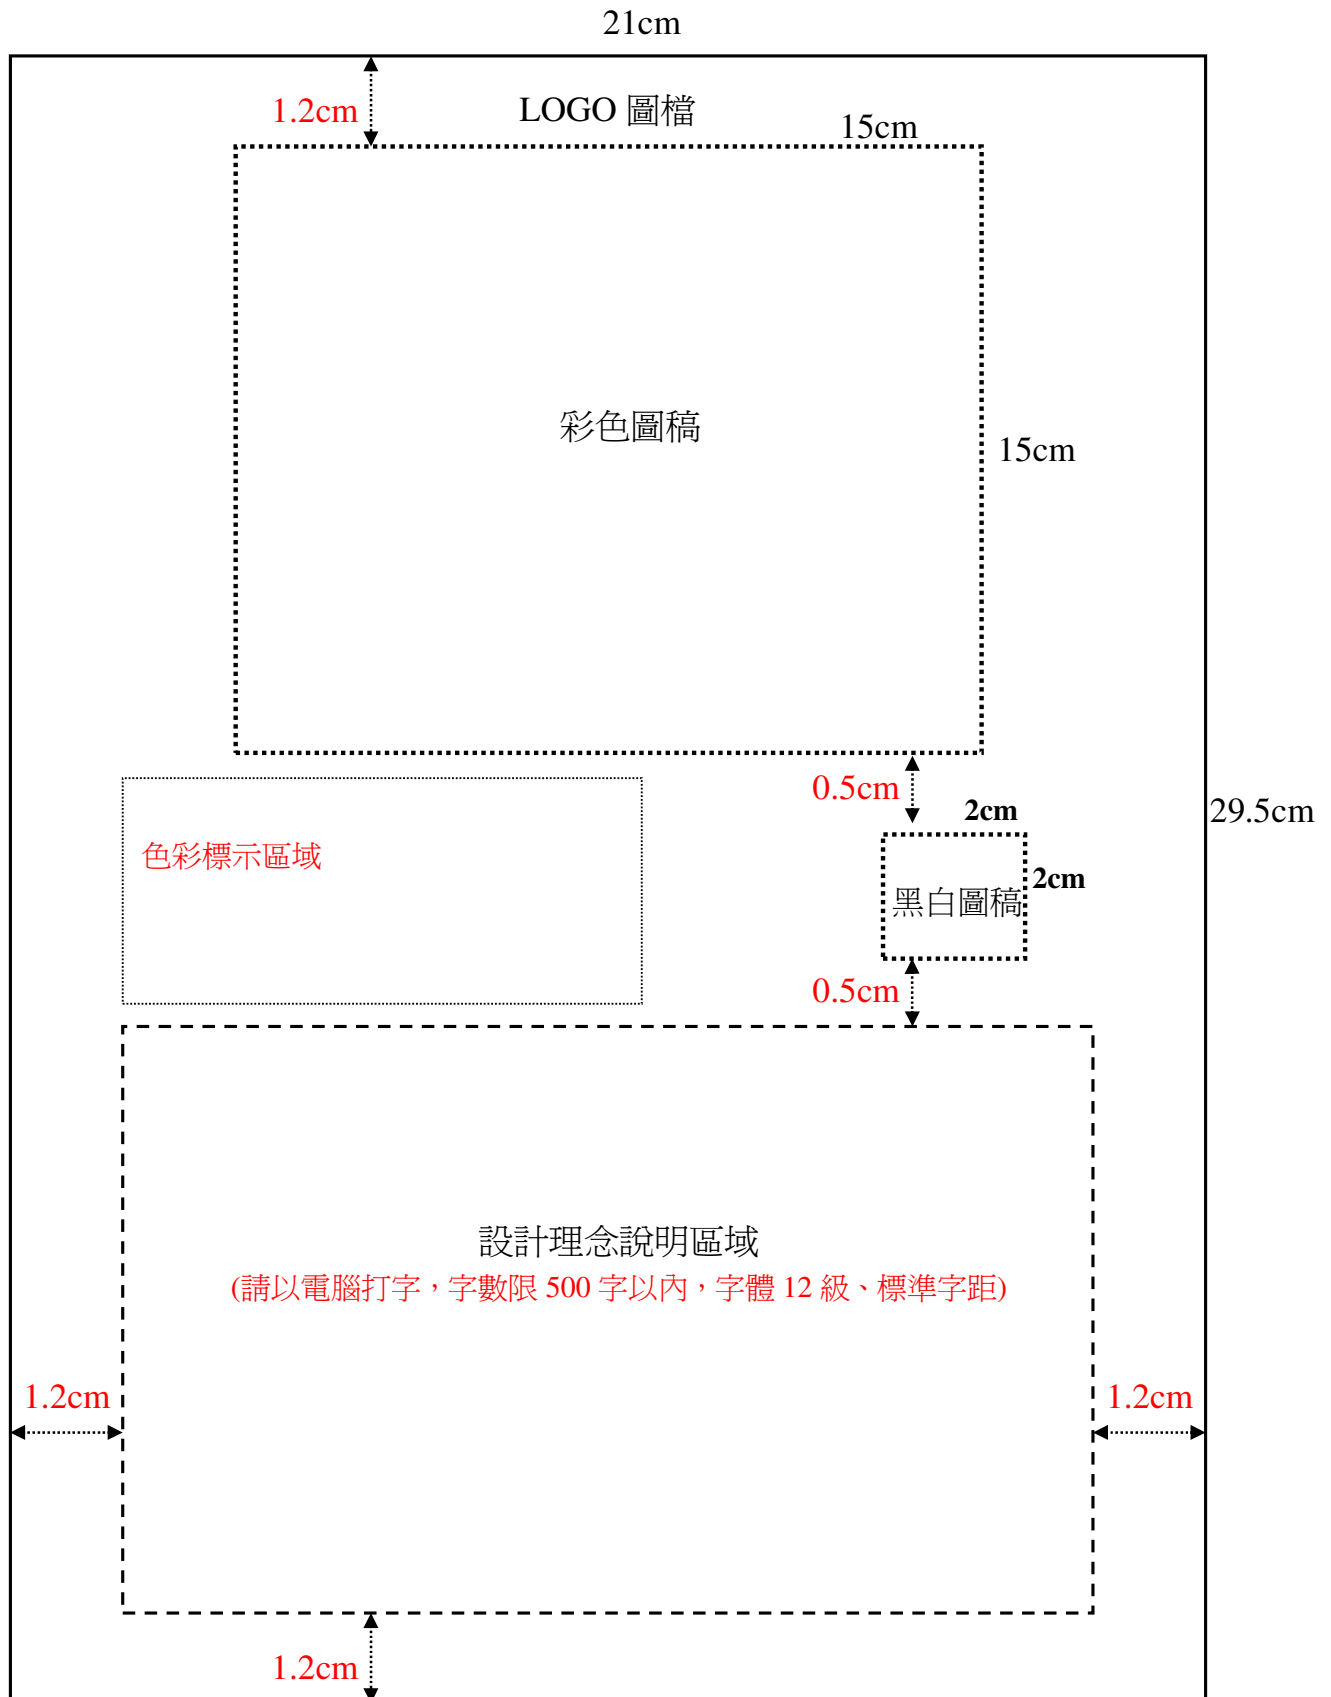 21cm
1.2cm
LOGO 圖檔
15cm
彩色圖稿
15cm
0.5cm
2cm
29.5cm
色彩標示區域
2cm
黑白圖稿
0.5cm
設計理念說明區域
(請以電腦打字，字數限 500 字以內，字體 12 級、標準字距)
1.2cm
1.2cm
1.2cm